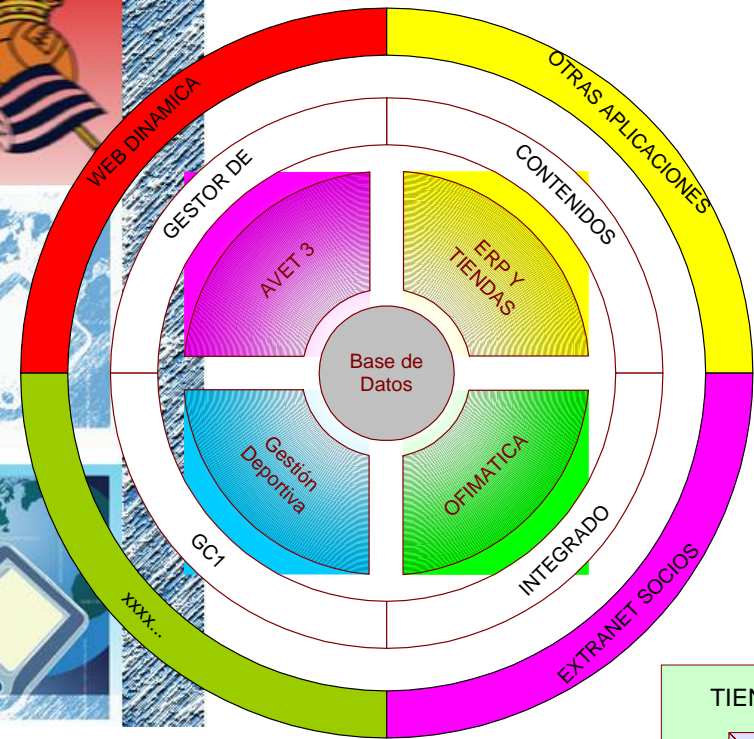 WEB DINAMICA
OTRAS APLICACIONES
GESTOR DE
CONTENIDOS
AVET 3
ERP Y
TIENDAS
Base de
Datos
Gestión
Deportiva
OFIMATICA
GC1
INTEGRADO
xxxx...
EXTRANET SOCIOS